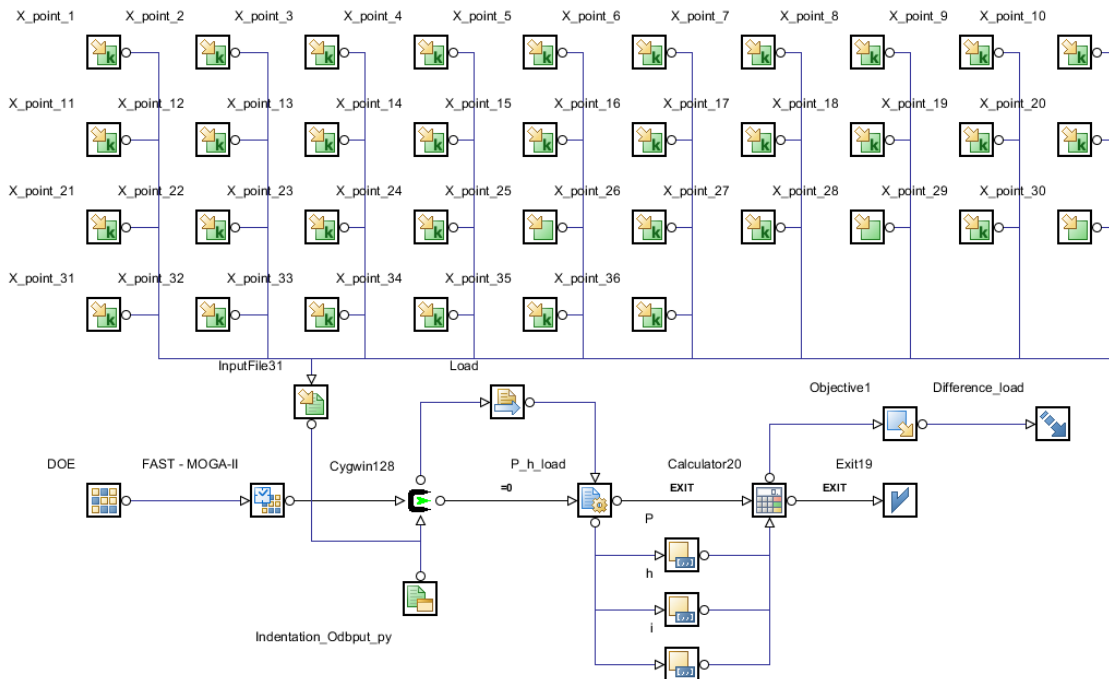 X_point_1 X_point_2 X_point_3 X_point_4 X_point_5 X_point_6 X_point_7 X_point_8 X_point_9 X_point_10
k k k k k k k k k k
X_point_11 X_point_12 X_point_13 X_point_14 X_point_15 X_point_16 X_point_17 X_point_18 X_point_19 X_point_20
k k k k k k k k k k
X_point_21 X_point_22 X_point_23 X_point_24 X_point_25 X_point_26 X_point_27 X_point_28 X_point_29 X_point_30
k k k k k k k
X_point_31 X_point_32 X_point_33 X_point_34 X_point_35 X_point_36
k k k k k k
InputFile31 Load
Objective1 Difference_load
DOE FAST - MOGA-II Cygwin128 P_h_load Calculator20 Exit19
=0 EXIT EXIT
P
h
i
Indentation_Odbput_py